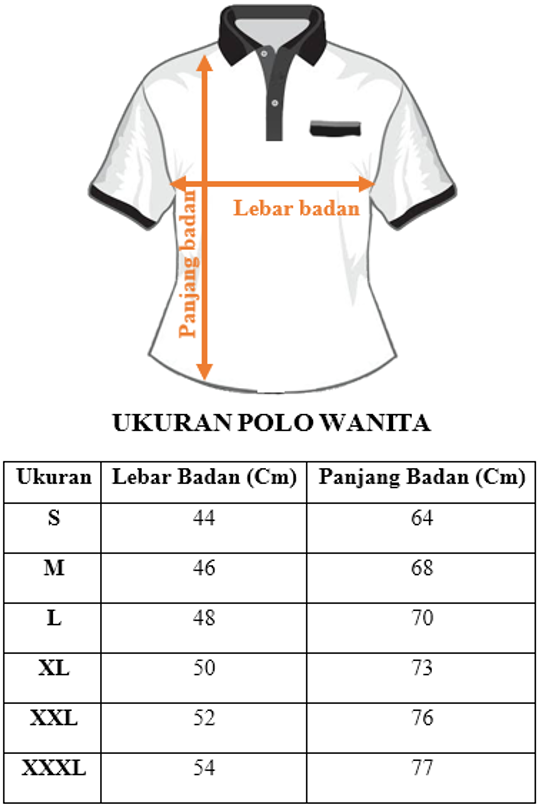 Lebar badan
Panjang badan
UKURAN POLO WANITA
Ukuran Lebar Badan (Cm) Panjang Badan (Cm)
S 44 64
M 46 68
L 48 70
XL 50 73
XXL 52 76
XXXL 54 77